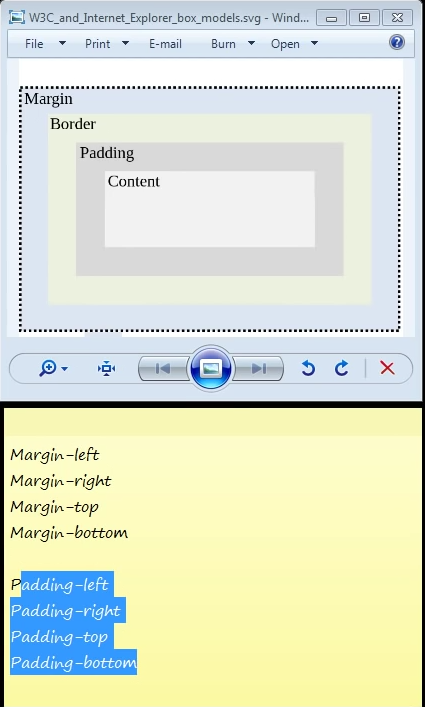 W3C_and_Internet_Explorer_box_models.svg - Wind...
File Print E-mail Burn Open
Margin
Border
Padding
Content
Margin-left
Margin-right
Margin-top
Margin-bottom
Padding-left
Padding-right
Padding-top
Padding-bottom